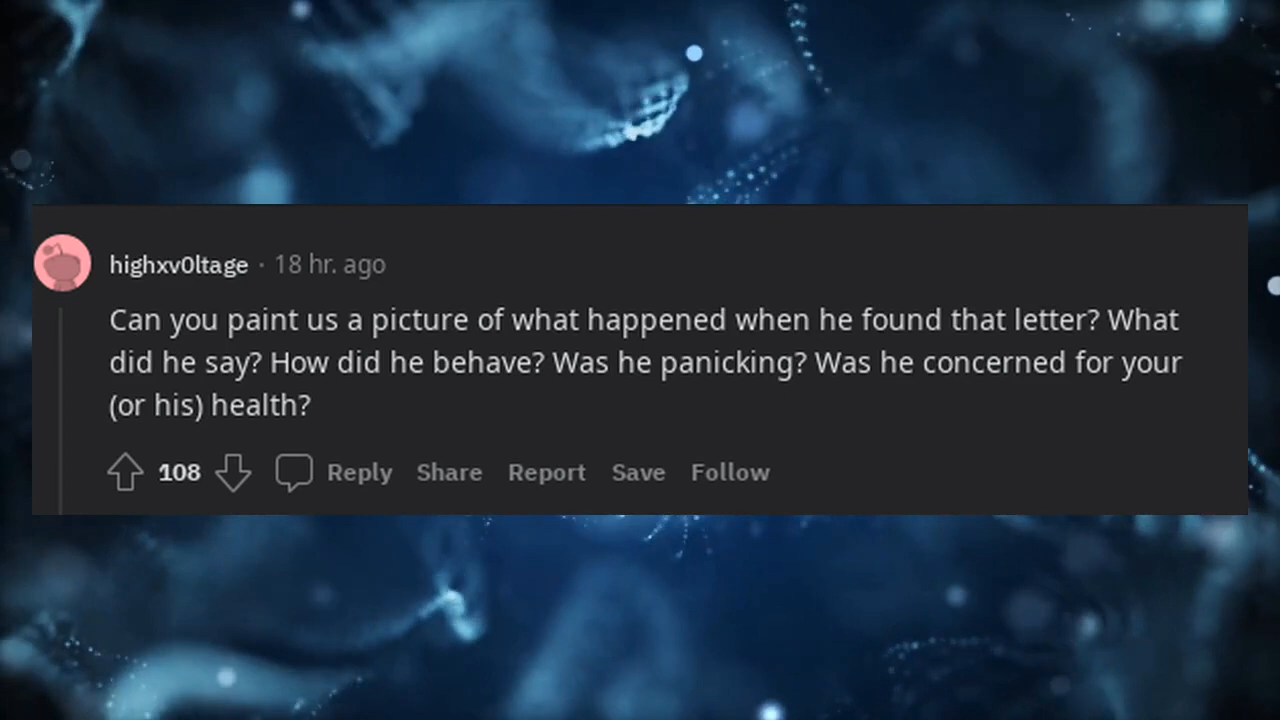 highxv0ltage · 18 hr. ago
Can you paint us a picture of what happened when he found that letter? What
did he say? How did he behave? Was he panicking? Was he concerned for your
(or his) health?
108 Reply Share Report Save Follow